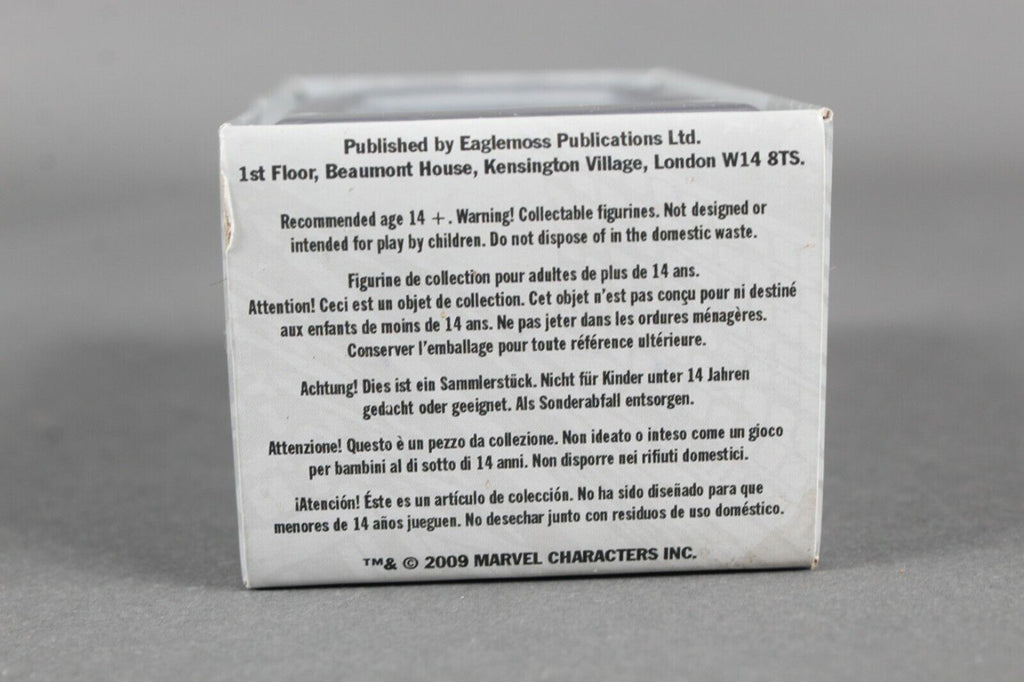 Published by Eaglemoss Publications Ltd.
1st Floor, Beaumont House, Kensington Village, London W14 8TS.
Recommended age 14 +. Warning! Collectable figurines. Not designed or
intended for play by children. Do not dispose of in the domestic waste.
Figurine de collection pour adultes de plus de 14 ans.
Attention! Ceci est un objet de collection. Cet objet n'est pas conçu pour ni destiné
aux enfants de moins de 14 ans. Ne pas jeter dans les ordures ménagères.
Conserver l'emballage pour toute référence ultérieure.
Achtung! Dies ist ein Sammlerstück. Nicht für Kinder unter 14 Jahren
gedacht oder geeignet. Als Sonderabfall entsorgen.
Attenzione! Questo è un pezzo da collezione. Non ideato o inteso come un gioco
per bambini al di sotto di 14 anni. Non disporre nei rifiuti domestici.
¡Atención! Éste es un artículo de colección. No ha sido diseñado para que
menores de 14 años jueguen. No desechar junto con residuos de uso doméstico.
™& © 2009 MARVEL CHARACTERS INC.